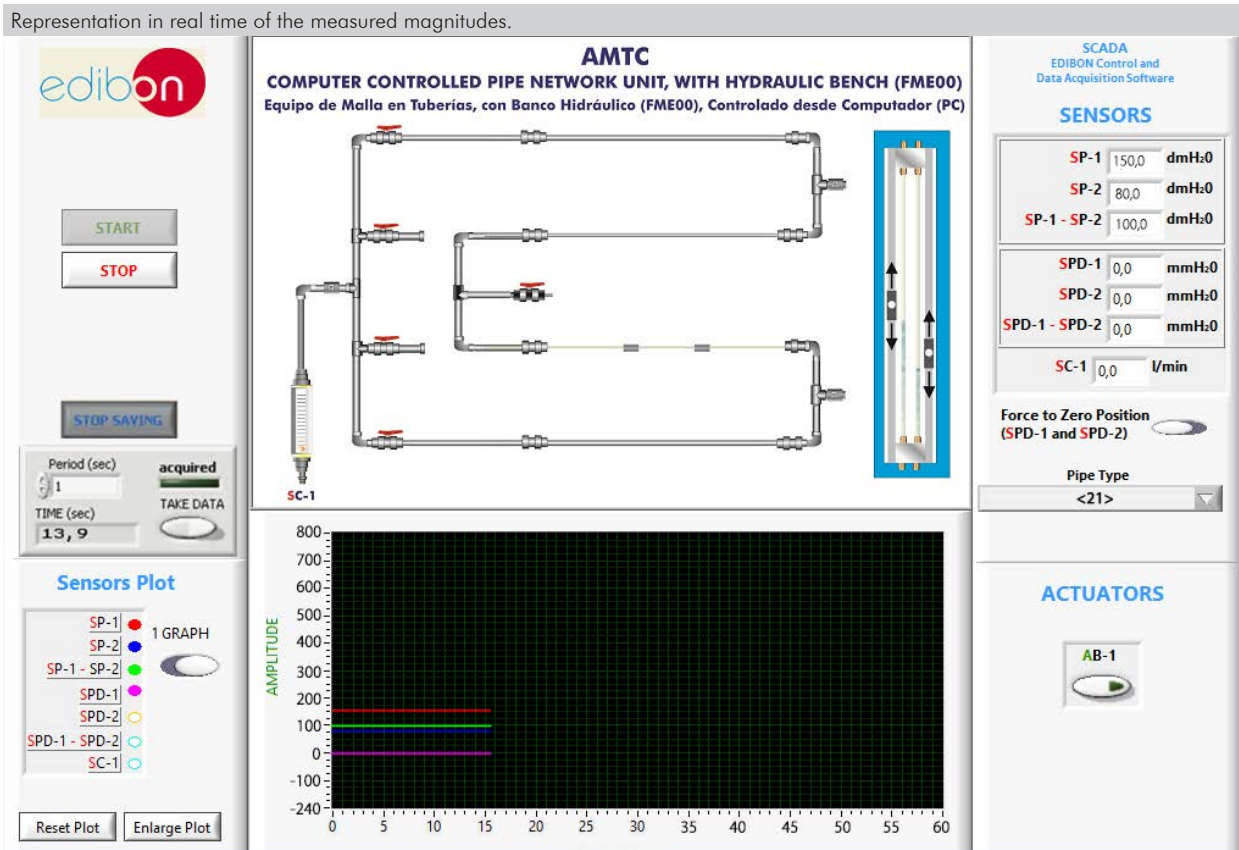 Representation in real time of the measured magnitudes.
edibon
START
STOP
STOP SAVING
Period (sec)
1
TIME (sec)
13,9
acquired
TAKE DATA
Sensors Plot
SP-1
SP-2
SP-1 - SP-2
SPD-1
SPD-2
SPD-1 - SPD-2
SC-1
1 GRAPH
Reset Plot
Enlarge Plot
AMTC
COMPUTER CONTROLLED PIPE NETWORK UNIT, WITH HYDRAULIC BENCH (FME00)
Equipo de Malla en Tuberías, con Banco Hidráulico (FME00), Controlado desde Computador (PC)
SC-1
AMPLITUDE
800
700
600
500
400
300
200
100
0
-100
-240
0 5 10 15 20 25 30 35 40 45 50 55 60
SCADA
EDIBON Control and
Data Acquisition Software
SENSORS
SP-1 150,0 dmH₂0
SP-2 80,0 dmH₂0
SP-1 - SP-2 100,0 dmH₂0
SPD-1 0,0 mmH₂0
SPD-2 0,0 mmH₂0
SPD-1 - SPD-2 0,0 mmH₂0
SC-1 0,0 l/min
Force to Zero Position
(SPD-1 and SPD-2)
Pipe Type
<21>
ACTUATORS
AB-1